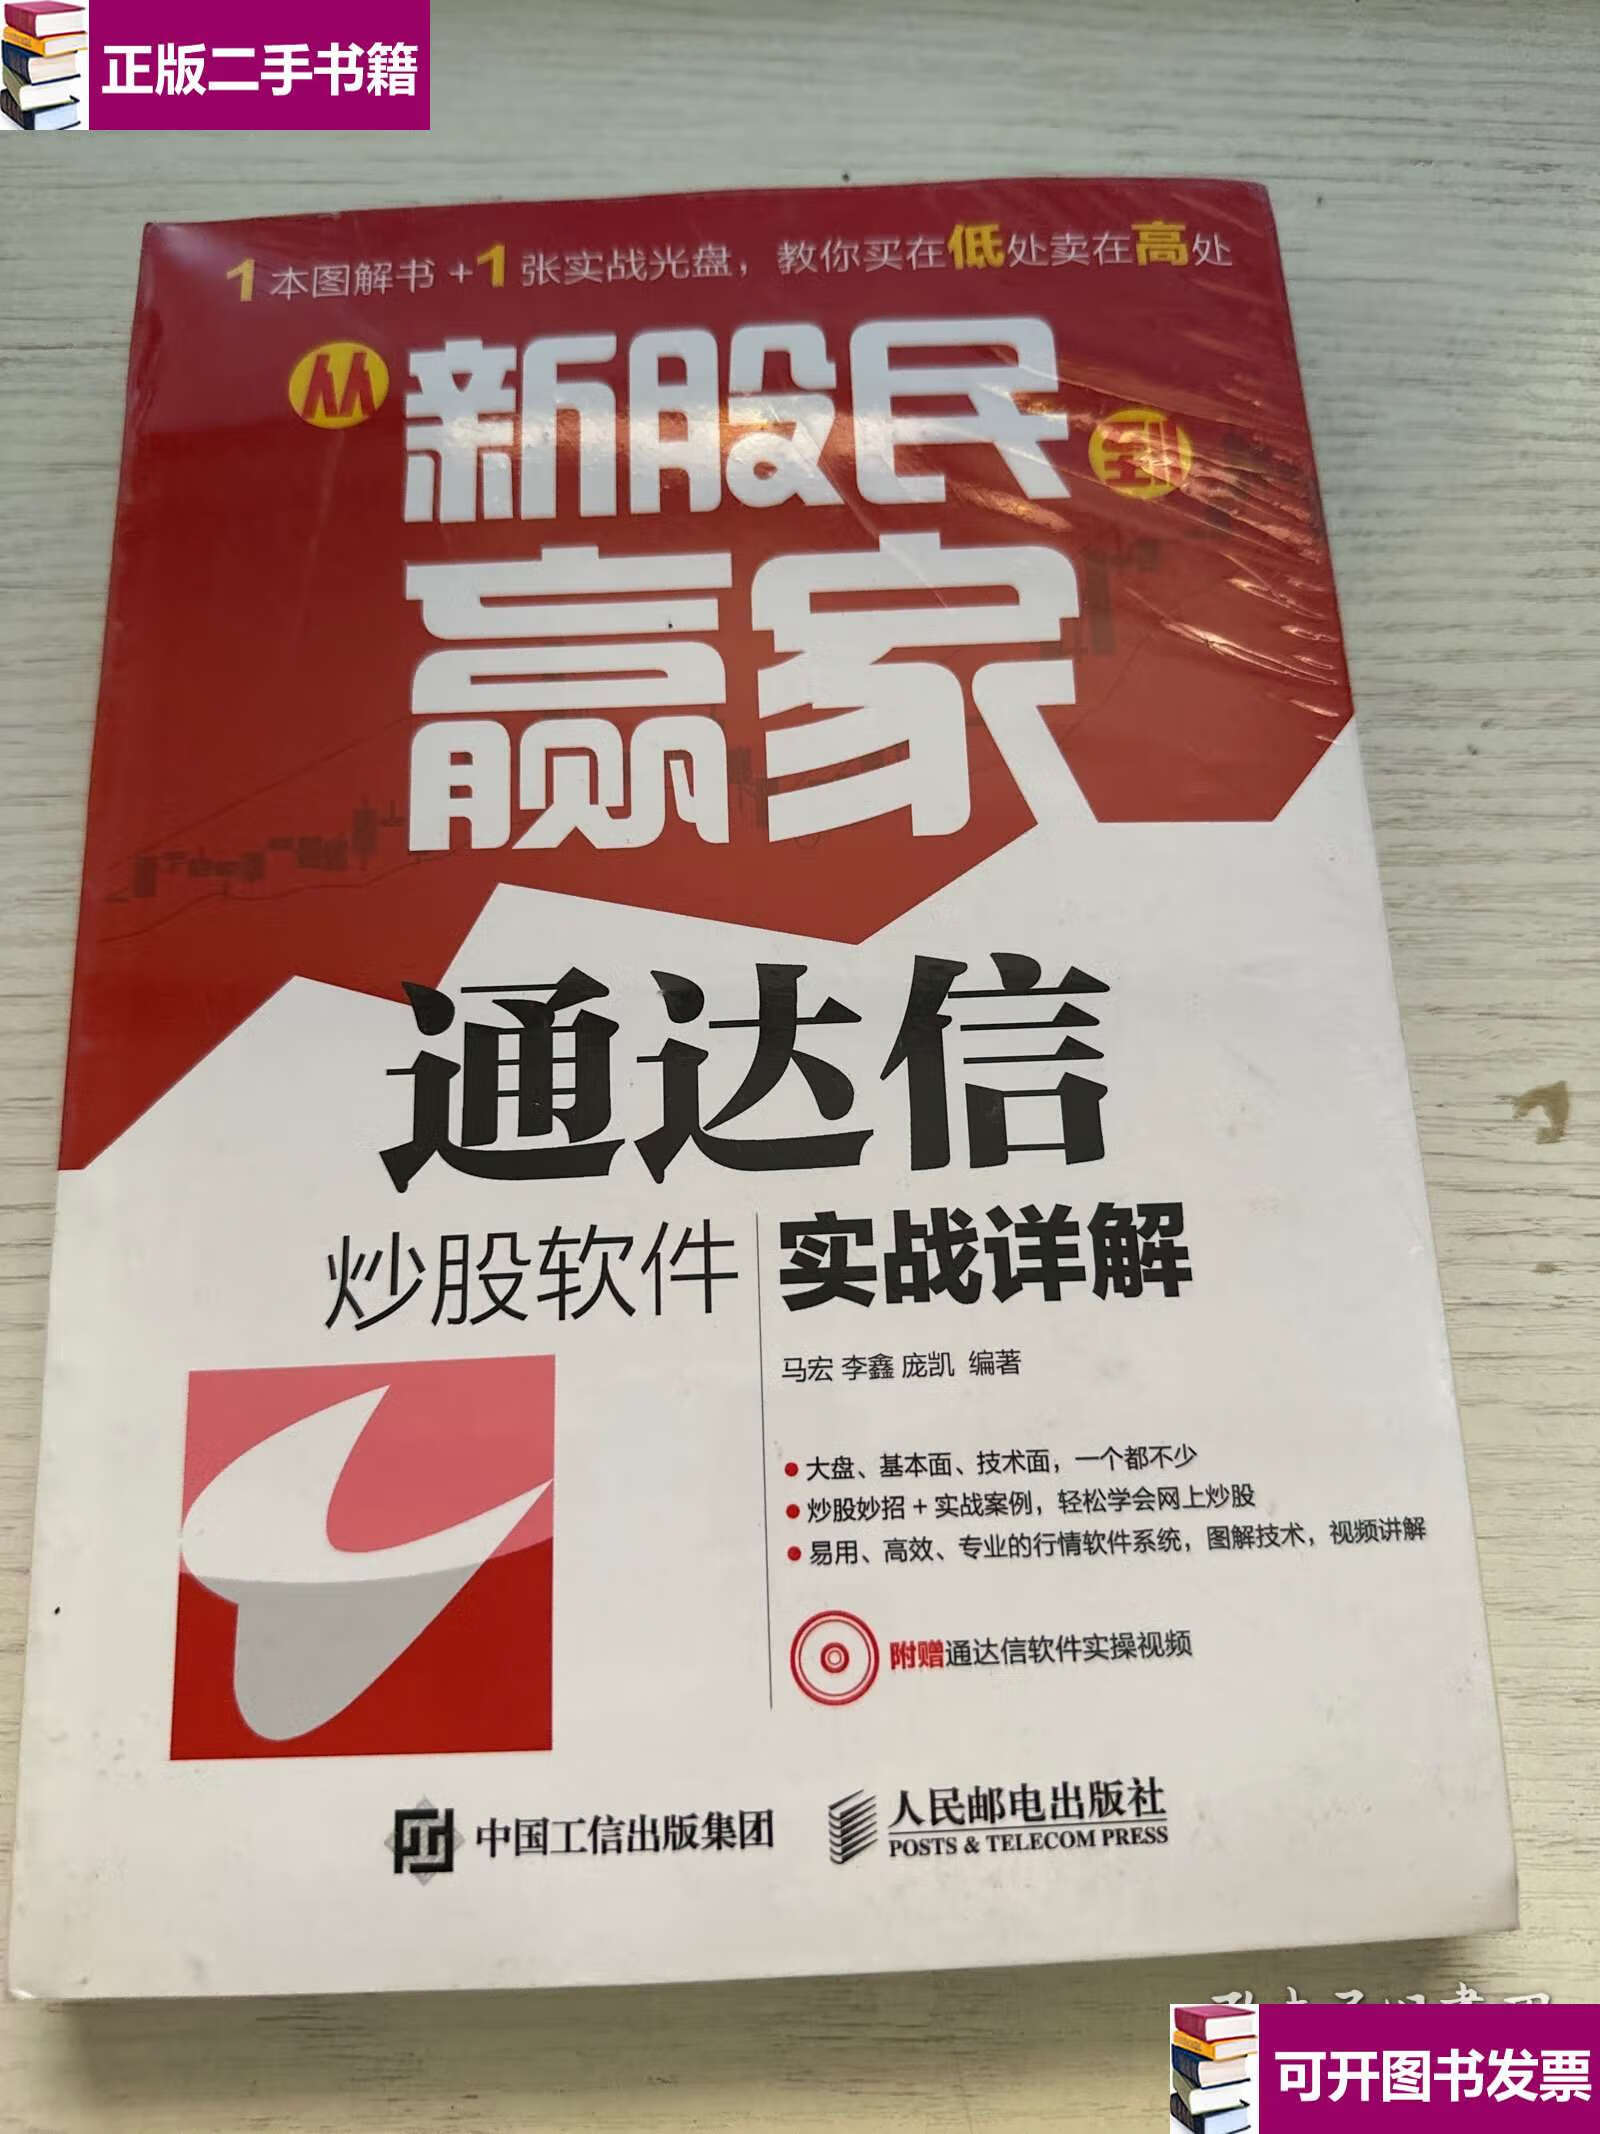 正版二手书籍
1本图解书+1张实战光盘，教你买在低处卖在高处
从新股民到
赢家
通达信
炒股软件 实战详解
马宏 李鑫 庞凯 编著
大盘、基本面、技术面，一个都不少
炒股妙招+实战案例，轻松学会网上炒股
易用、高效、专业的行情软件系统，图解技术，视频讲解
附赠通达信软件实操视频
中国工信出版集团
人民邮电出版社
POSTS & TELECOM PRESS
可开图书发票